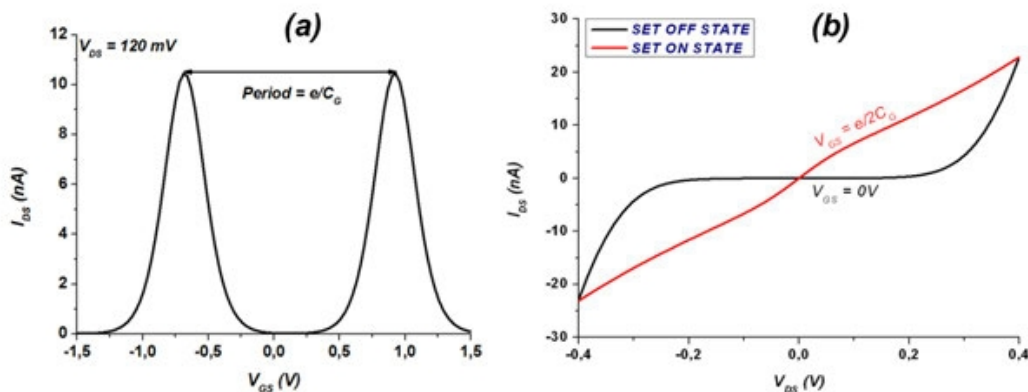 (a)
V_DS = 120 mV
Period = e/C_G
12
10
8
6
4
2
0
I_DS (nA)
-1,5
-1,0
-0,5
0,0
0,5
1,0
1,5
V_GS (V)
(b)
SET OFF STATE
SET ON STATE
V_GS = e/2C_G
V_GS = 0V
30
20
10
0
-10
-20
-30
I_DS (nA)
-0,4
-0,2
0,0
0,2
0,4
V_DS (V)